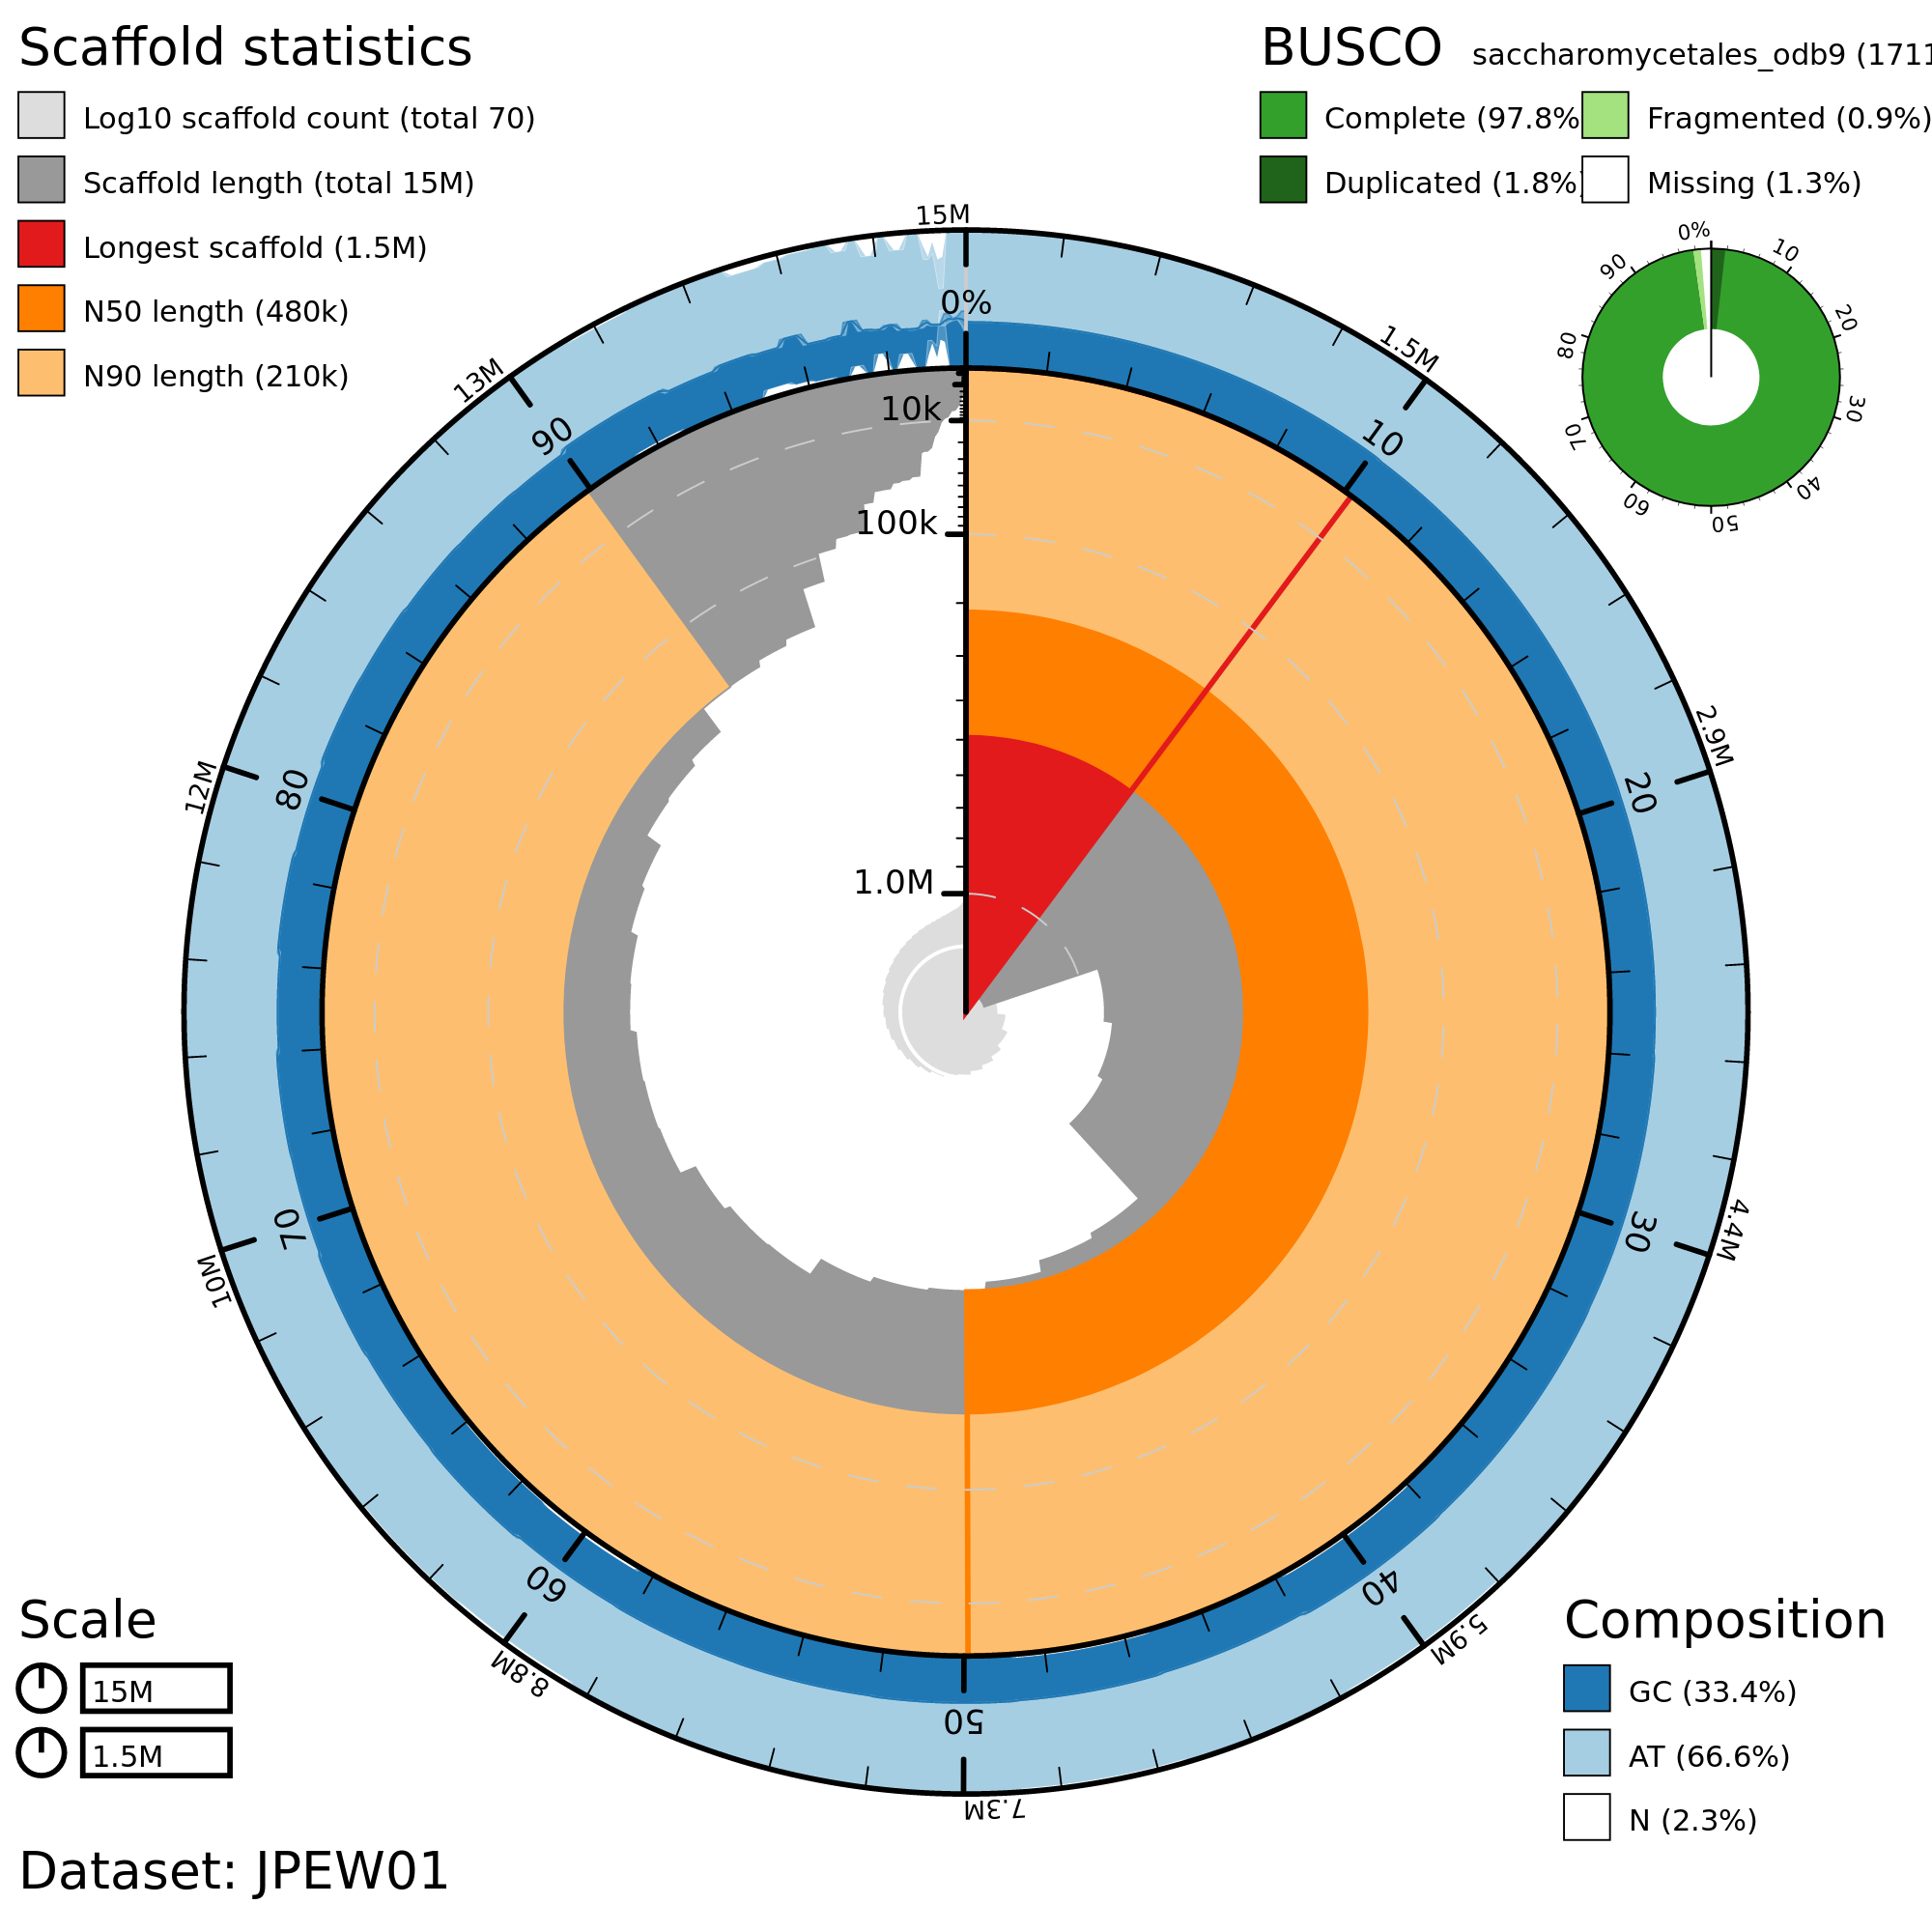 Scaffold statistics
Log10 scaffold count (total 70)
Scaffold length (total 15M)
Longest scaffold (1.5M)
N50 length (480k)
N90 length (210k)
BUSCO saccharomycetales_odb9 (1711
Complete (97.8%
Fragmented (0.9%)
Duplicated (1.8%)
Missing (1.3%)
0%
10
20
30
40
50
60
70
80
90
15M
1.5M
2.9M
4.4M
5.9M
7.3M
8.8M
10M
12M
13M
0%
10
20
30
40
50
60
70
80
90
10k
100k
1.0M
Scale
15M
1.5M
Composition
GC (33.4%)
AT (66.6%)
N (2.3%)
Dataset: JPEW01